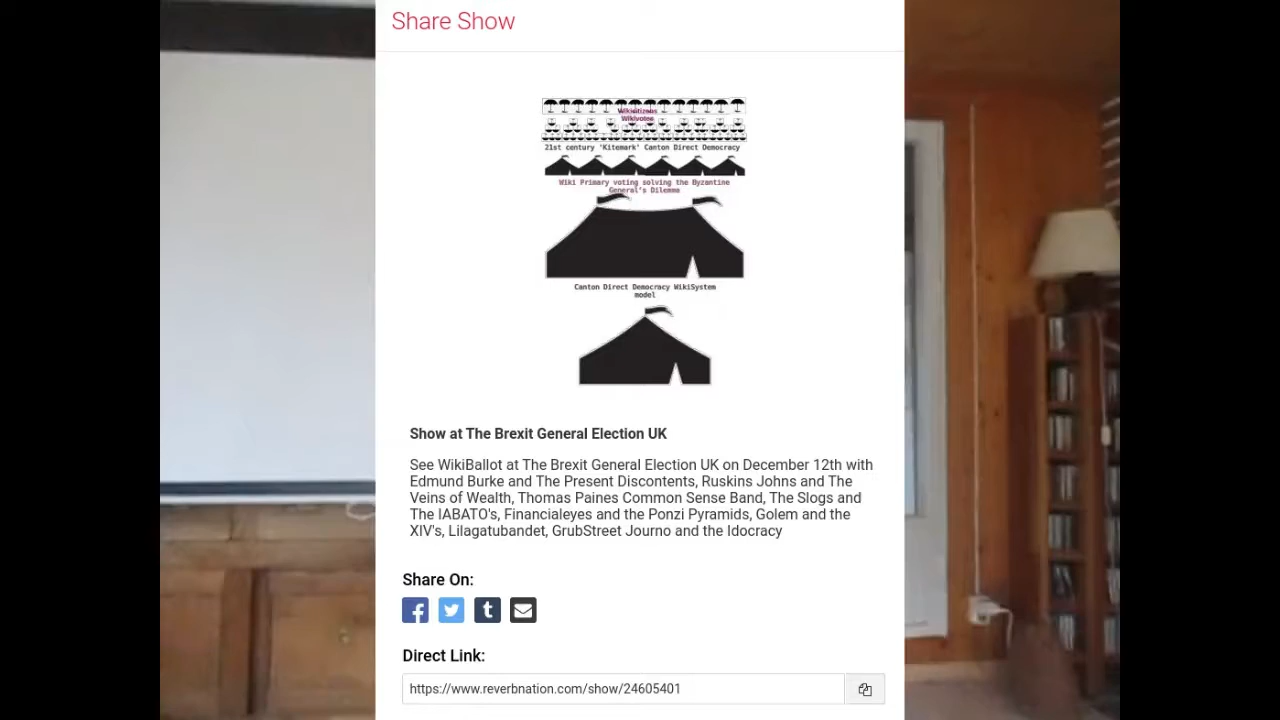 Share Show
Wikivotee
21st century 'Kitemark' Canton Direct Democracy
Wiki Primary voting solving the Byzantine
General's Dilemma
Canton Direct Democracy WikiSystem
model
Show at The Brexit General Election UK
See WikiBallot at The Brexit General Election UK on December 12th with
Edmund Burke and The Present Discontents, Ruskins Johns and The
Veins of Wealth, Thomas Paines Common Sense Band, The Slogs and
The IABATO's, Financialeyes and the Ponzi Pyramids, Golem and the
XIV's, Lilagatubandet, GrubStreet Journo and the Idocracy
Share On:
Direct Link:
https://www.reverbnation.com/show/24605401